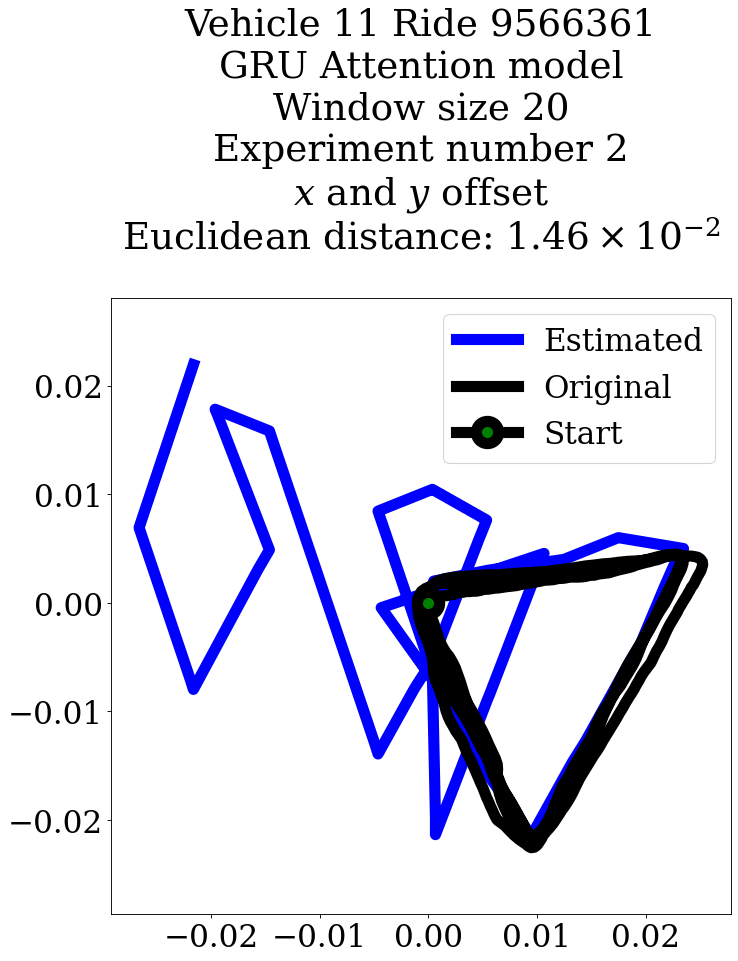 Vehicle 11 Ride 9566361
GRU Attention model
Window size 20
Experiment number 2
x and y offset
Euclidean distance: 1.46 × 10⁻²
Estimated
Original
Start
0.02
0.01
0.00
−0.01
−0.02
−0.02 −0.01 0.00 0.01 0.02